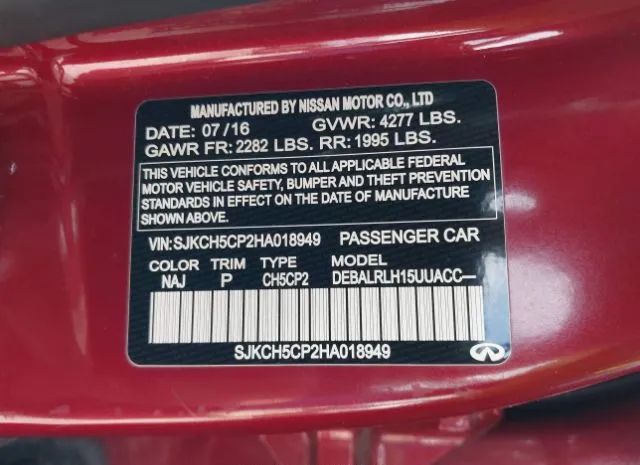 MANUFACTURED BY NISSAN MOTOR CO., LTD
DATE: 07/16 GVWR: 4277 LBS.
GAWR FR: 2282 LBS. RR: 1995 LBS.
THIS VEHICLE CONFORMS TO ALL APPLICABLE FEDERAL
MOTOR VEHICLE SAFETY, BUMPER AND THEFT PREVENTION
STANDARDS IN EFFECT ON THE DATE OF MANUFACTURE
SHOWN ABOVE.
VIN:SJKCH5CP2HA018949 PASSENGER CAR
COLOR TRIM TYPE MODEL
NAJ P CH5CP2 DEBALRLH15UUACC—
SJKCH5CP2HA018949